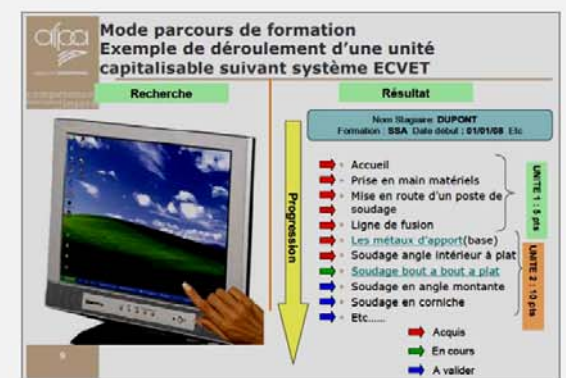 afpa
Mode parcours de formation
Exemple de déroulement d'une unité
capitalisable suivant système ECVET
Recherche
Résultat
Nom Stagiaire DUPONT
Formation : SSA Date début : 01/01/08 Etc
Progression
Accueil
Prise en main matériels
Mise en route d'un poste de
soudage
Ligne de fusion
Les métaux d'apport(base)
Soudage angle intérieur à plat
Soudage bout a bout a plat
Soudage en angle montante
Soudage en corniche
Etc......
UNITE 1 : 5 pts
UNITE 2 : 10 pts
Acquis
En cours
A valider
9